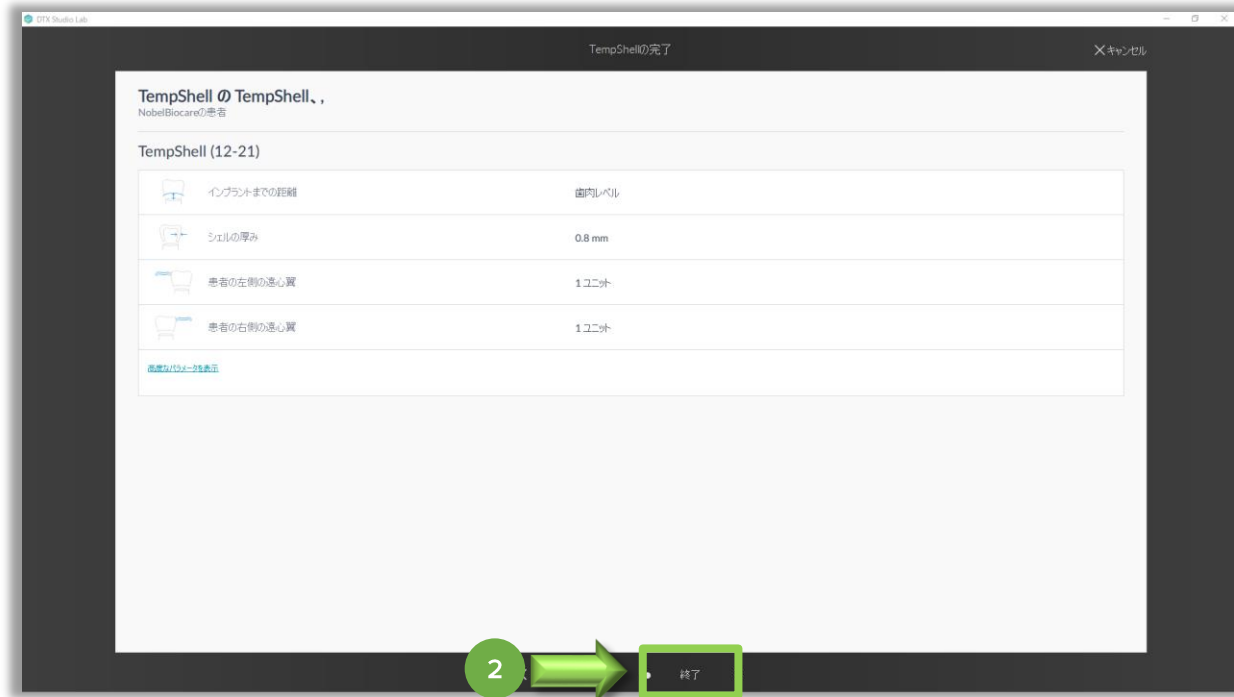 DTX Studio Lab
TempShellの完了
キャンセル
TempShell の TempShell、,
NobelBiocareの患者
TempShell (12-21)
インプラントまでの距離
歯肉レベル
シェルの厚み
0.8 mm
患者の左側の遠心翼
1 ユニット
患者の右側の遠心翼
1 ユニット
高度なパラメータを表示
2
終了